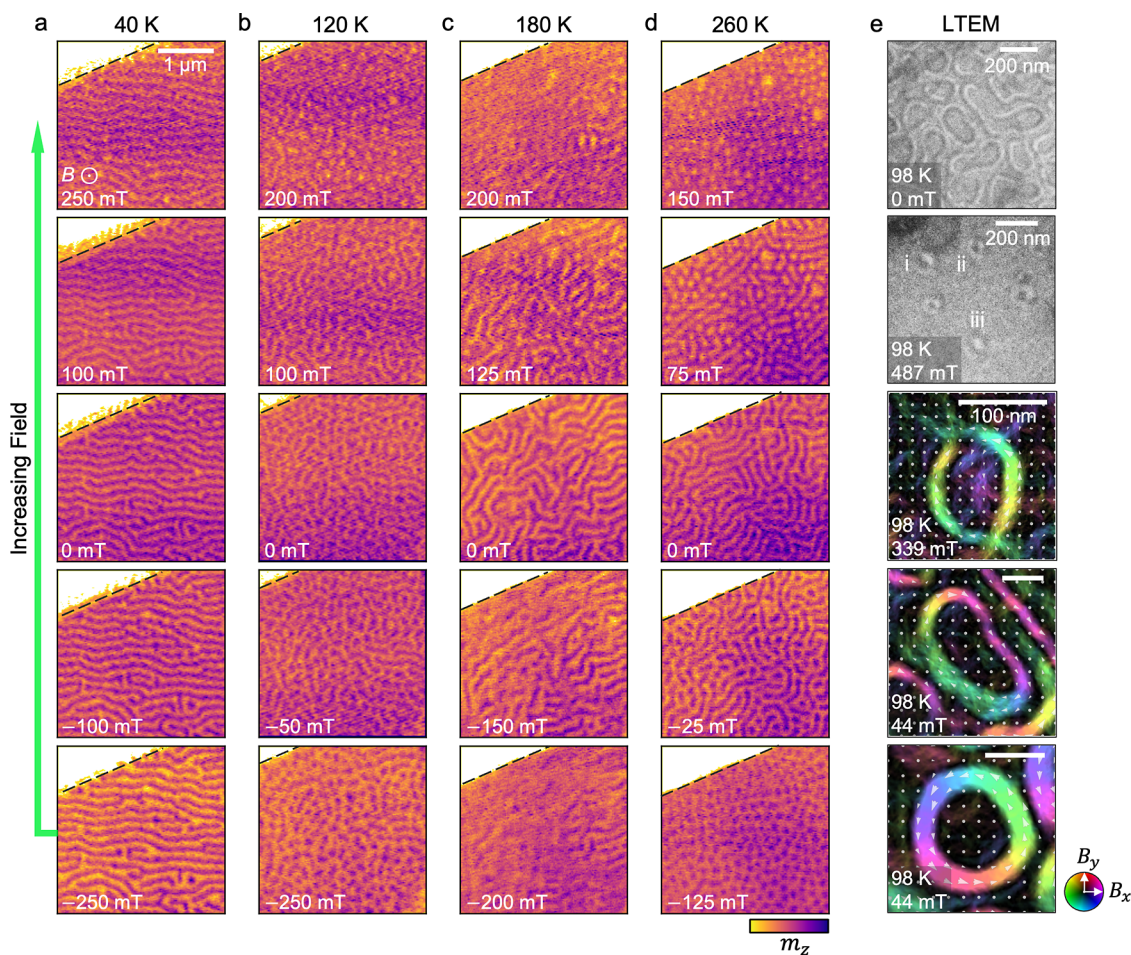 a 40 K b 120 K c 180 K d 260 K e LTEM
1 μm
B
250 mT
200 mT
200 mT
150 mT
200 nm
98 K
0 mT
100 mT
100 mT
125 mT
75 mT
200 nm
i ii
iii
98 K
487 mT
Increasing Field
0 mT
0 mT
0 mT
0 mT
100 nm
98 K
339 mT
−100 mT
−50 mT
−150 mT
−25 mT
98 K
44 mT
−250 mT
−250 mT
−200 mT
−125 mT
98 K
44 mT
By
Bx
mz